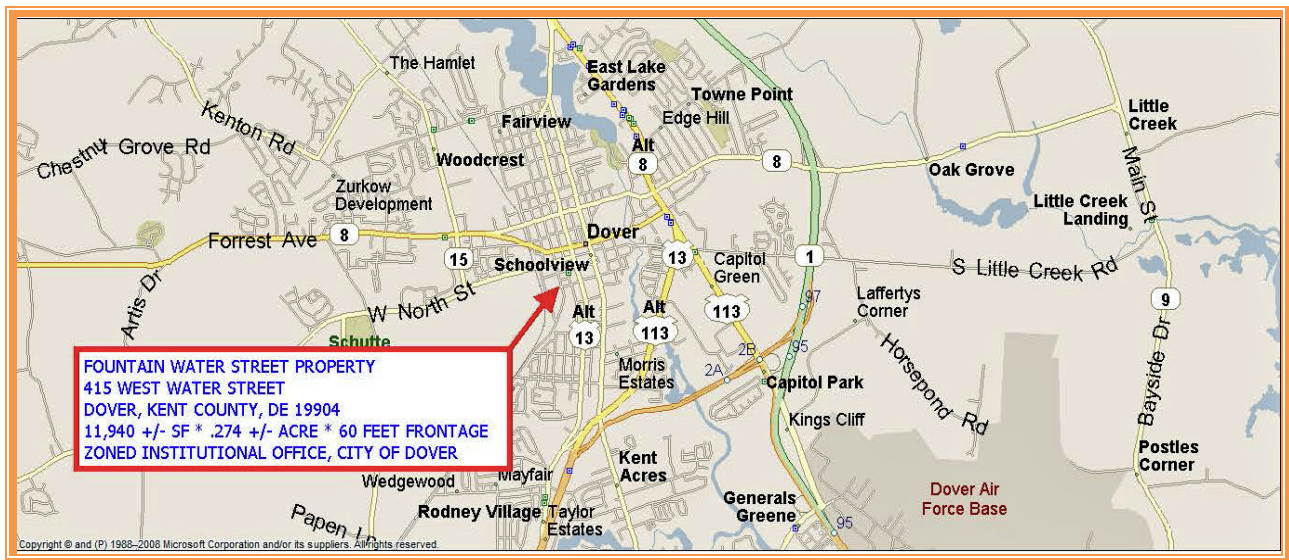 The Hamlet
East Lake
Gardens
Towne Point
Little
Creek
Kenton Rd
Fairview
Edge Hill
Chestnut Grove Rd
Woodcrest
Alt
8
8
Oak Grove
Main St
Zurkow
Development
Little Creek
Landing
Forrest Ave
8
Dover
15
Schoolview
13
Capitol
Green
1
S Little Creek Rd
Artis Dr
W North St
Alt
13
Alt
113
113
97
Laffertys
Corner
9
Schutte
FOUNTAIN WATER STREET PROPERTY
415 WEST WATER STREET
DOVER, KENT COUNTY, DE 19904
11,940 +/- SF * .274 +/- ACRE * 60 FEET FRONTAGE
ZONED INSTITUTIONAL OFFICE, CITY OF DOVER
Morris
Estates
2A
2B
95
Capitol Park
Horsepond Rd
Bayside Dr
Kings Cliff
Postles
Corner
Wedgewood
Mayfair
Kent
Acres
Rodney Village
Taylor
Estates
Generals
Greene
95
Dover Air
Force Base
Papen Ln
Copyright © and (P) 1988–2008 Microsoft Corporation and/or its suppliers. All rights reserved.